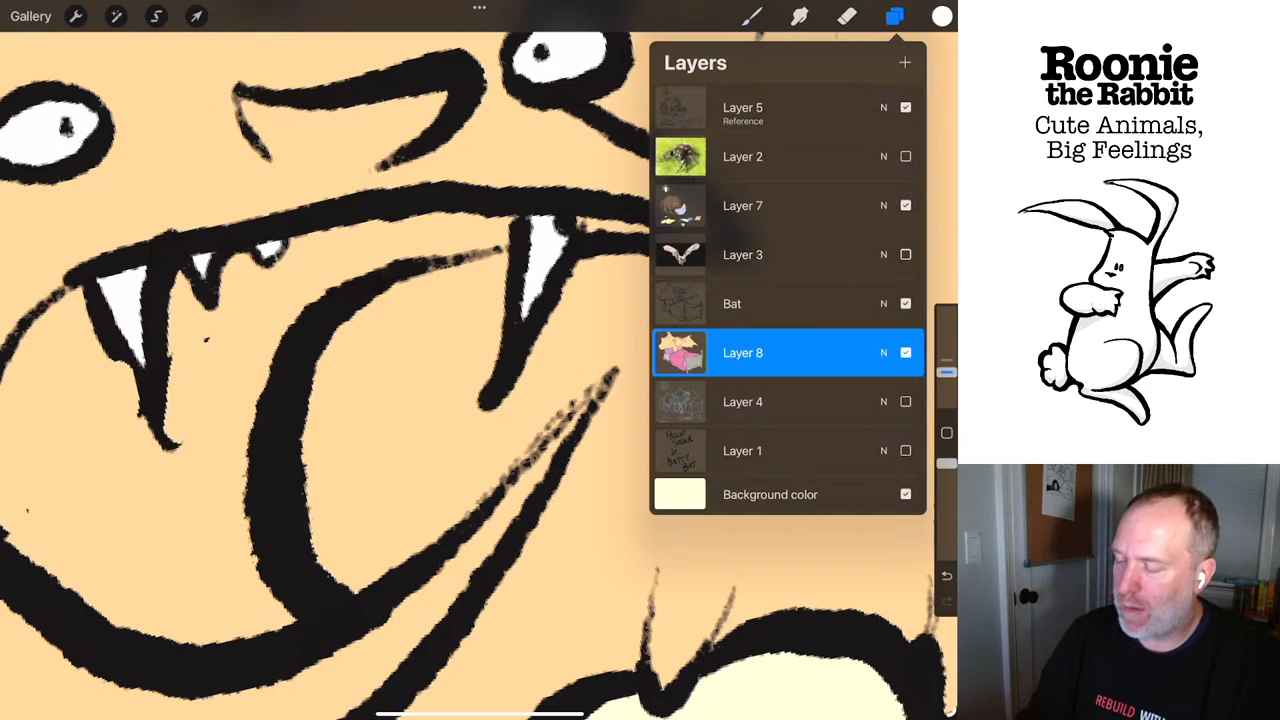 Gallery
Layers
Layer 5
N
Reference
Layer 2
N
Layer 7
N
Layer 3
N
Bat
N
Layer 8
N
Layer 4
N
Layer 1
N
Background color
Roonie
the Rabbit
Cute Animals,
Big Feelings
REBUILD WITH